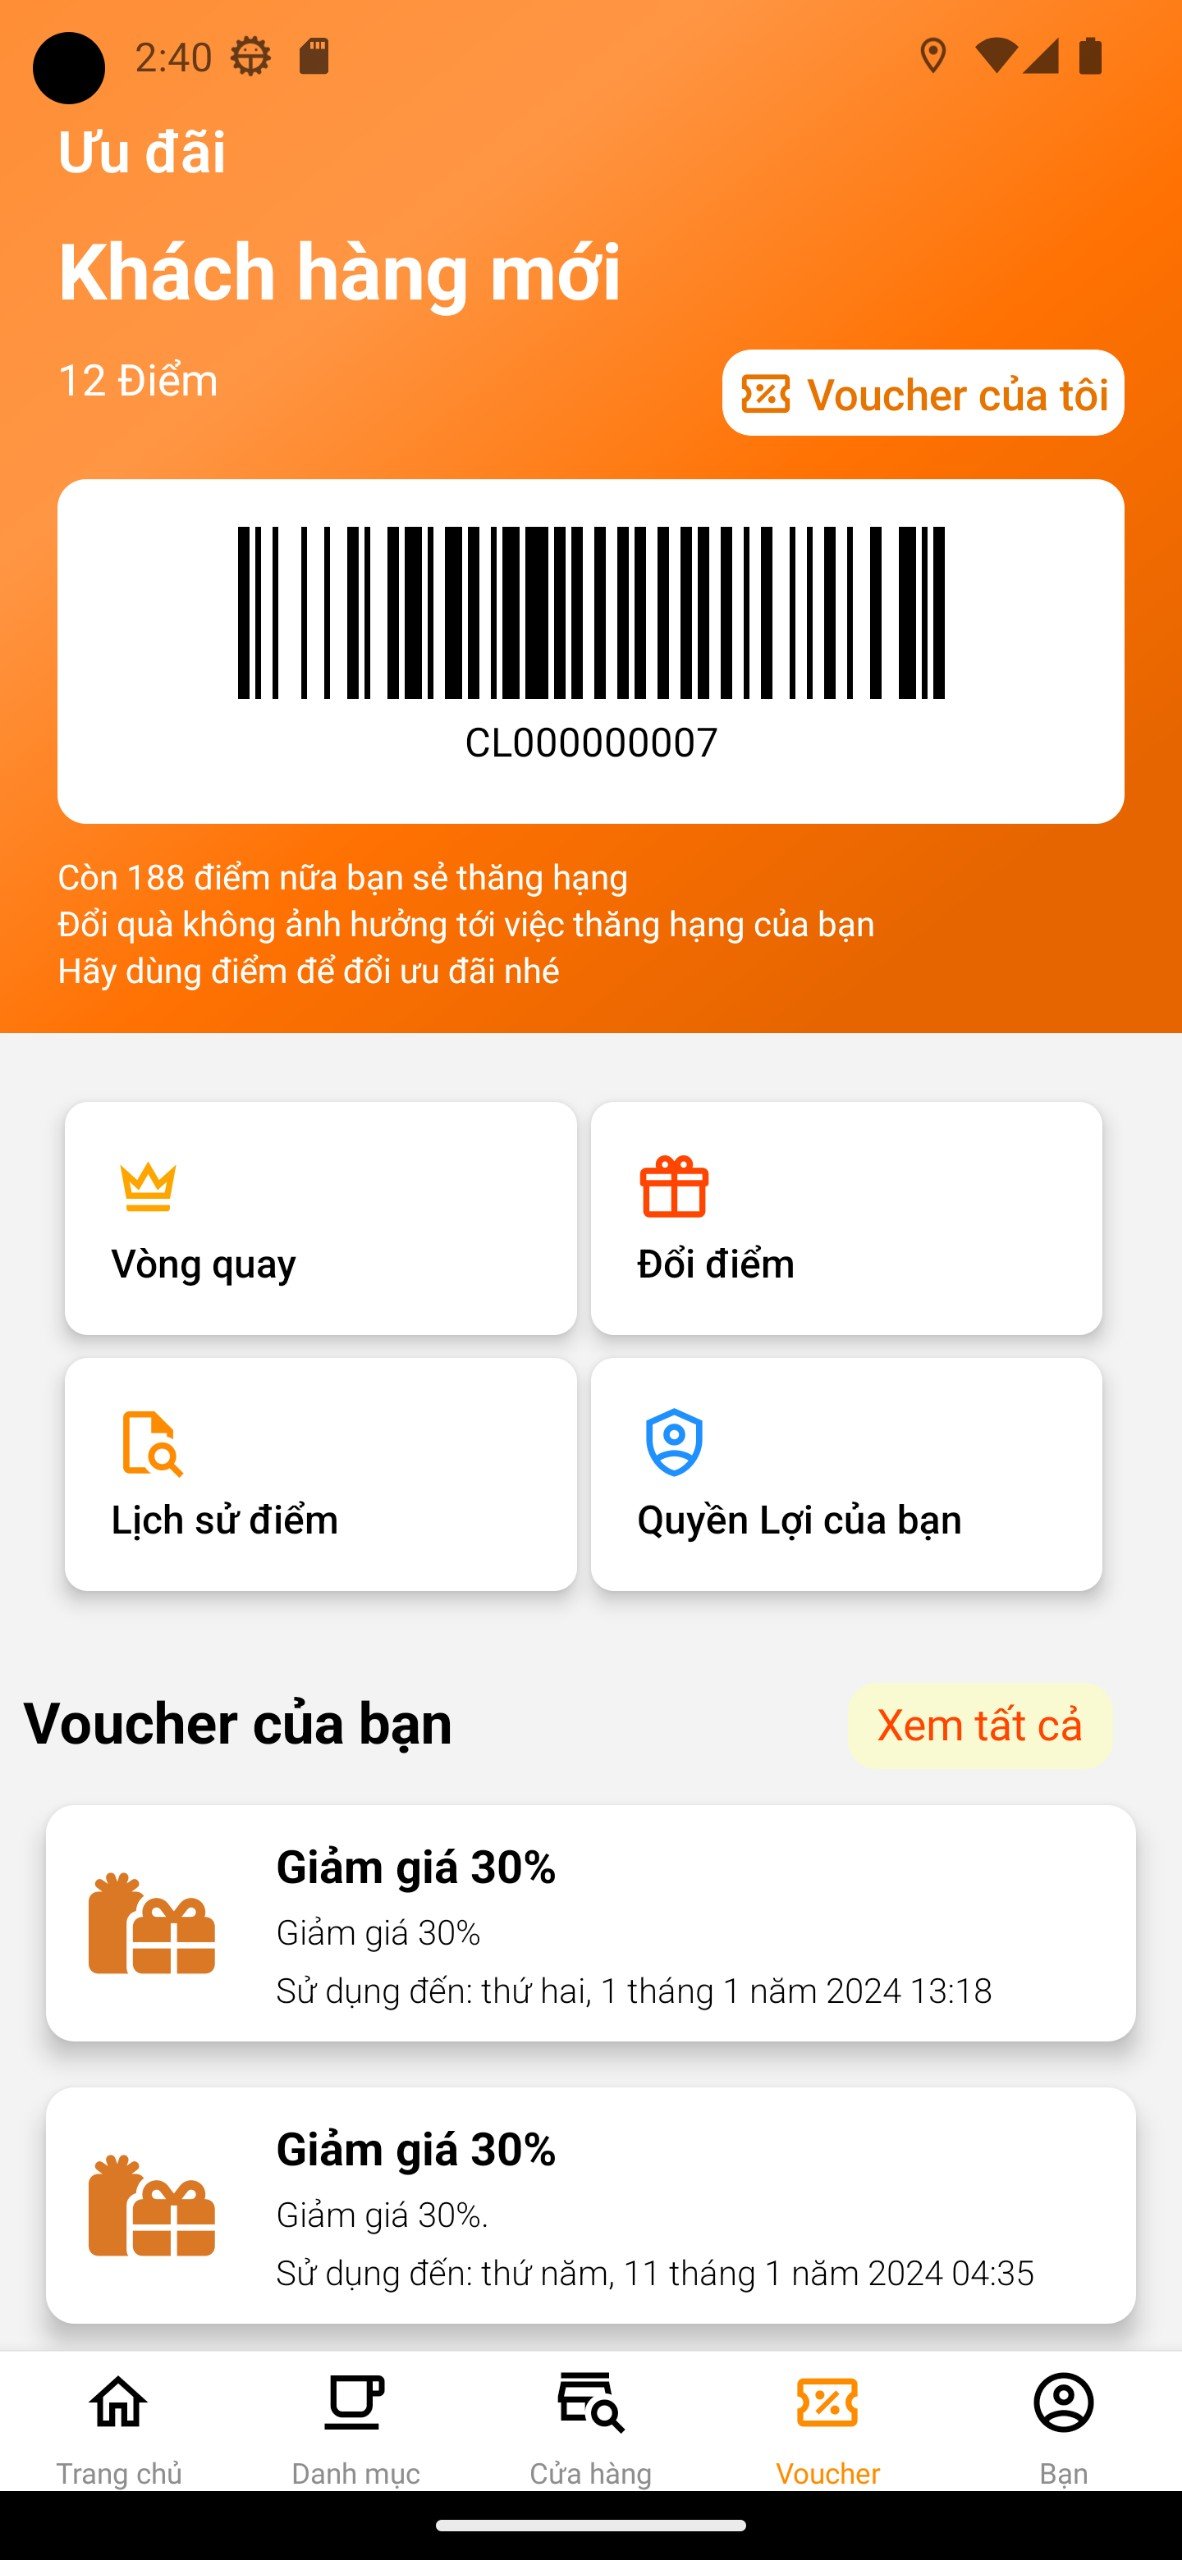 2:40
Ưu đãi
Khách hàng mới
12 Điểm
Voucher của tôi
CL000000007
Còn 188 điểm nữa bạn sẻ thăng hạng
Đổi quà không ảnh hưởng tới việc thăng hạng của bạn
Hãy dùng điểm để đổi ưu đãi nhé
Vòng quay
Đổi điểm
Lịch sử điểm
Quyền Lợi của bạn
Voucher của bạn
Xem tất cả
Giảm giá 30%
Giảm giá 30%
Sử dụng đến: thứ hai, 1 tháng 1 năm 2024 13:18
Giảm giá 30%
Giảm giá 30%.
Sử dụng đến: thứ năm, 11 tháng 1 năm 2024 04:35
Trang chủ
Danh mục
Cửa hàng
Voucher
Bạn